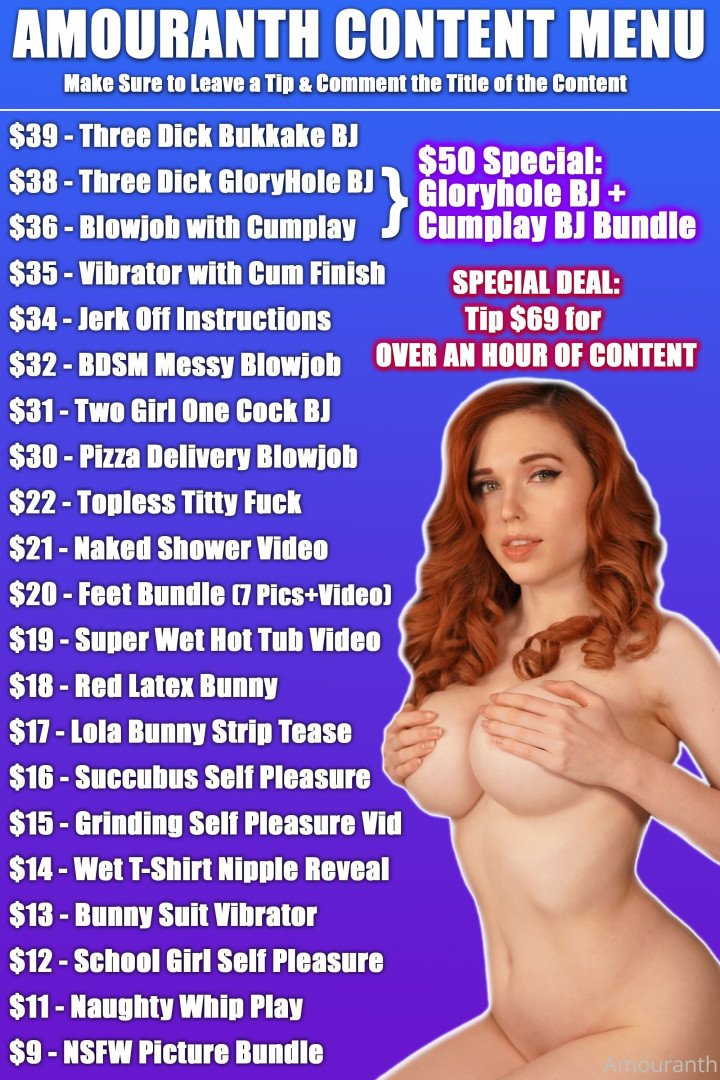 AMOURANTH CONTENT MENU
Make Sure to Leave a Tip & Comment the Title of the Content
$39 - Three Dick Bukkake BJ
$38 - Three Dick GloryHole BJ
$36 - Blowjob with Cumplay
}
$50 Special:
Gloryhole BJ +
Cumplay BJ Bundle
$35 - Vibrator with Cum Finish
$34 - Jerk Off Instructions
$32 - BDSM Messy Blowjob
$31 - Two Girl One Cock BJ
$30 - Pizza Delivery Blowjob
$22 - Topless Titty Fuck
$21 - Naked Shower Video
$20 - Feet Bundle (7 Pics+Video)
$19 - Super Wet Hot Tub Video
$18 - Red Latex Bunny
$17 - Lola Bunny Strip Tease
$16 - Succubus Self Pleasure
$15 - Grinding Self Pleasure Vid
$14 - Wet T-Shirt Nipple Reveal
$13 - Bunny Suit Vibrator
$12 - School Girl Self Pleasure
$11 - Naughty Whip Play
$9 - NSFW Picture Bundle
SPECIAL DEAL:
Tip $69 for
OVER AN HOUR OF CONTENT
Amouranth